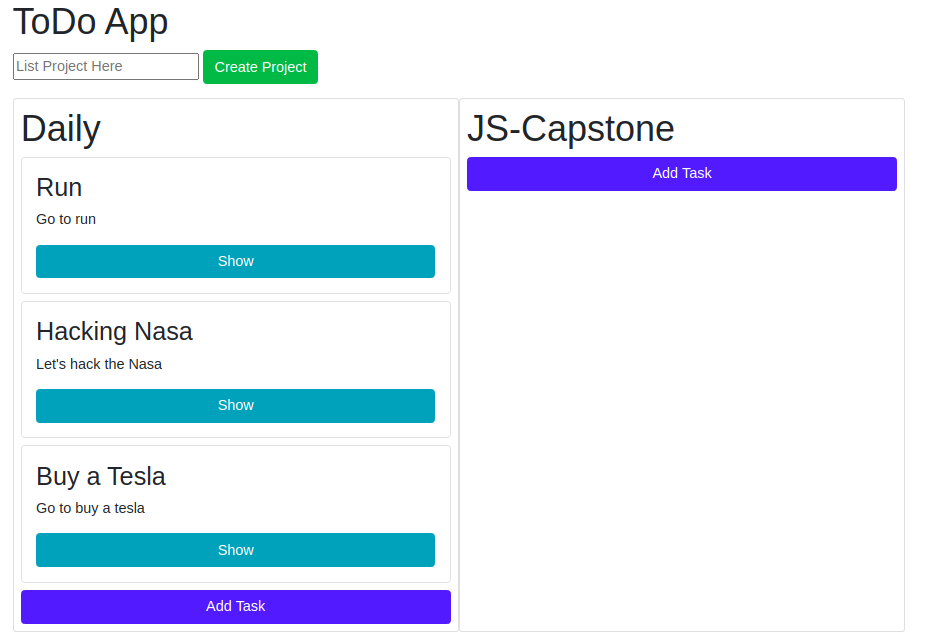 ToDo App
List Project Here
Create Project
Daily
Run
Go to run
Show
Hacking Nasa
Let's hack the Nasa
Show
Buy a Tesla
Go to buy a tesla
Show
Add Task
JS-Capstone
Add Task